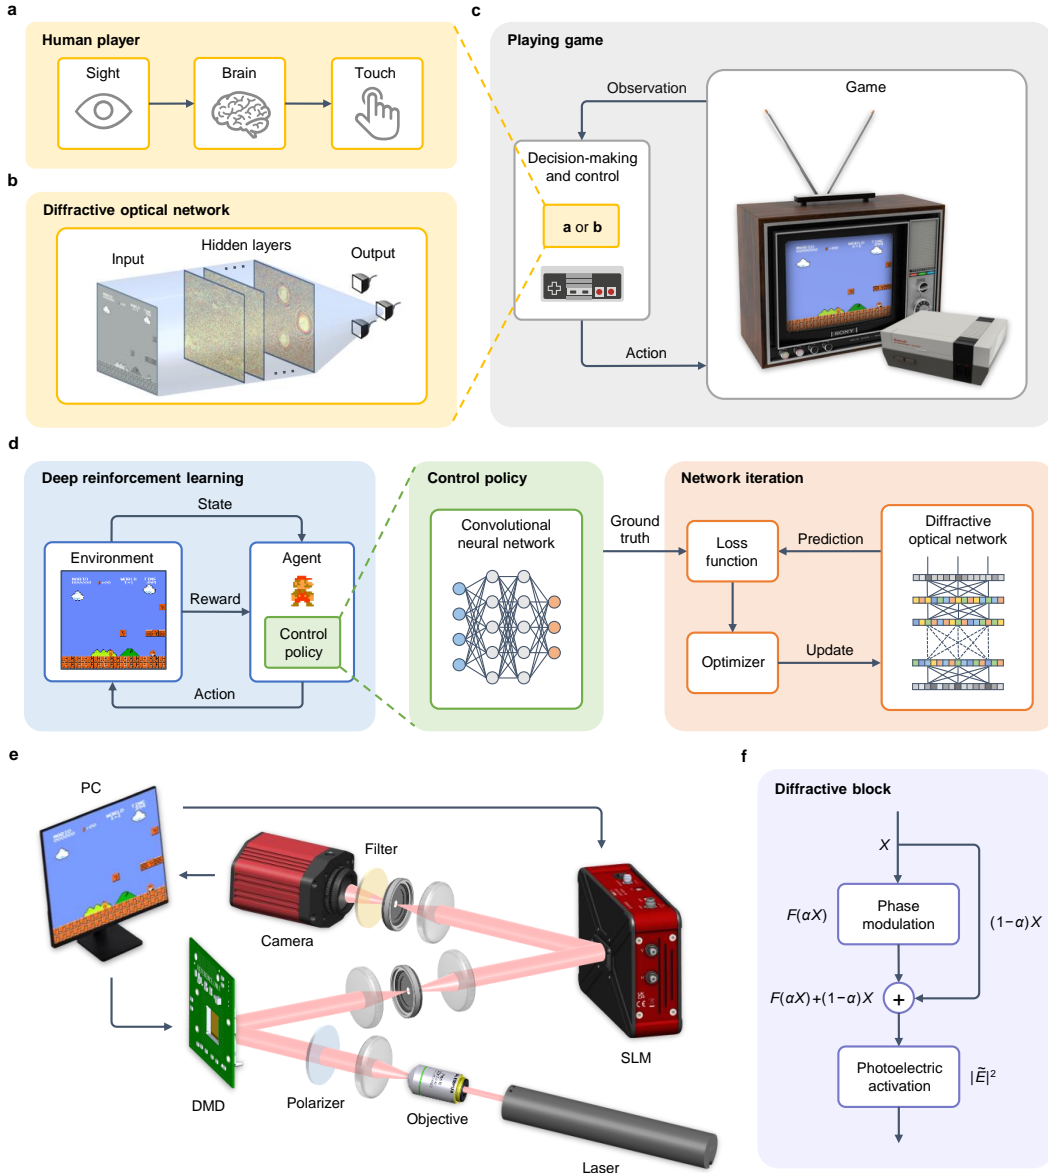 a
Human player
Sight
Brain
Touch
b
Diffractive optical network
Input
Hidden layers
Output
c
Playing game
Observation
Game
Decision-making
and control
a or b
Action
SONY
d
Deep reinforcement learning
State
Environment
Agent
Reward
Control
policy
Action
Control policy
Convolutional
neural network
Ground
truth
Network iteration
Loss
function
Prediction
Diffractive
optical network
Optimizer
Update
e
PC
Filter
Camera
SLM
DMD
Polarizer
Objective
Laser
f
Diffractive block
X
F(αX)
Phase
modulation
(1−α)X
F(αX)+(1−α)X
+
Photoelectric
activation
|Ẽ|²